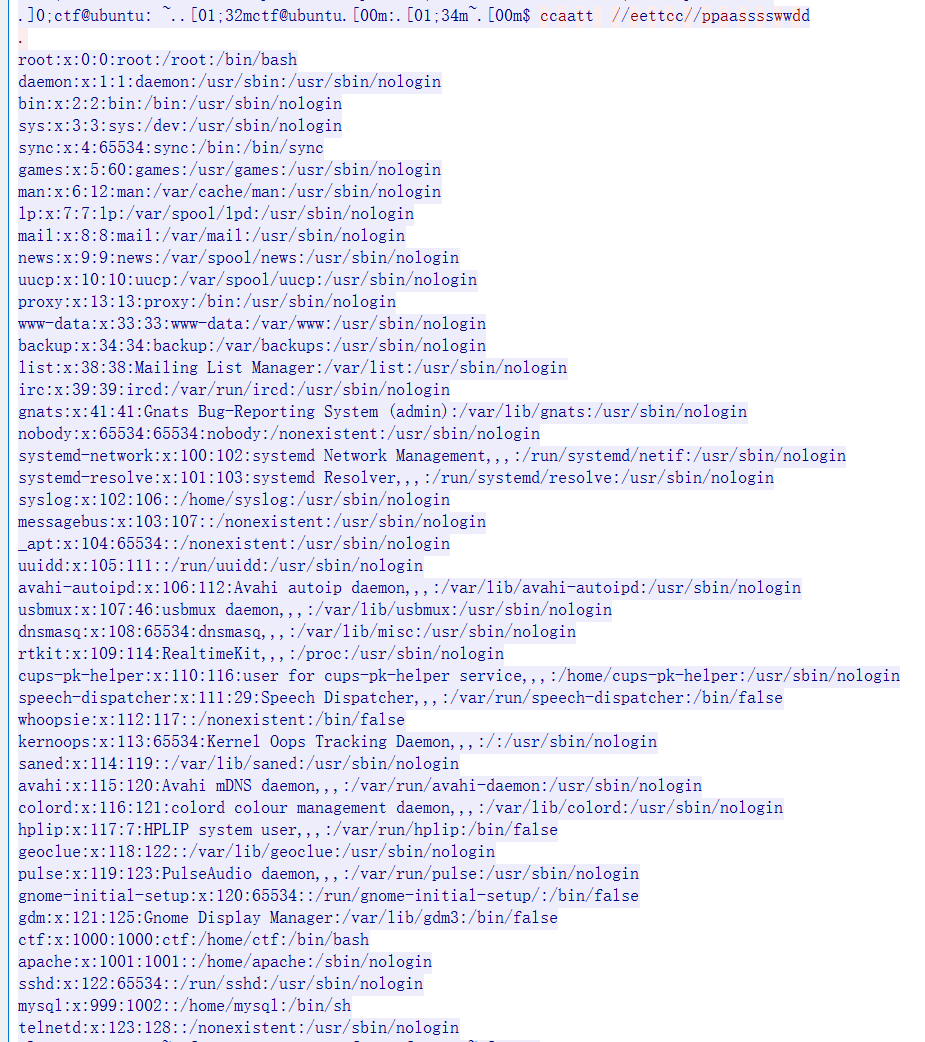 .]0;ctf@ubuntu: ~..[01;32mctf@ubuntu.[00m:.[01;34m~.[00m$ ccaatt  //eettcc//ppaasssswwdd
.
root:x:0:0:root:/root:/bin/bash
daemon:x:1:1:daemon:/usr/sbin:/usr/sbin/nologin
bin:x:2:2:bin:/bin:/usr/sbin/nologin
sys:x:3:3:sys:/dev:/usr/sbin/nologin
sync:x:4:65534:sync:/bin:/bin/sync
games:x:5:60:games:/usr/games:/usr/sbin/nologin
man:x:6:12:man:/var/cache/man:/usr/sbin/nologin
lp:x:7:7:lp:/var/spool/lpd:/usr/sbin/nologin
mail:x:8:8:mail:/var/mail:/usr/sbin/nologin
news:x:9:9:news:/var/spool/news:/usr/sbin/nologin
uucp:x:10:10:uucp:/var/spool/uucp:/usr/sbin/nologin
proxy:x:13:13:proxy:/bin:/usr/sbin/nologin
www-data:x:33:33:www-data:/var/www:/usr/sbin/nologin
backup:x:34:34:backup:/var/backups:/usr/sbin/nologin
list:x:38:38:Mailing List Manager:/var/list:/usr/sbin/nologin
irc:x:39:39:ircd:/var/run/ircd:/usr/sbin/nologin
gnats:x:41:41:Gnats Bug-Reporting System (admin):/var/lib/gnats:/usr/sbin/nologin
nobody:x:65534:65534:nobody:/nonexistent:/usr/sbin/nologin
systemd-network:x:100:102:systemd Network Management,,,:/run/systemd/netif:/usr/sbin/nologin
systemd-resolve:x:101:103:systemd Resolver,,,:/run/systemd/resolve:/usr/sbin/nologin
syslog:x:102:106::/home/syslog:/usr/sbin/nologin
messagebus:x:103:107::/nonexistent:/usr/sbin/nologin
_apt:x:104:65534::/nonexistent:/usr/sbin/nologin
uuidd:x:105:111::/run/uuidd:/usr/sbin/nologin
avahi-autoipd:x:106:112:Avahi autoip daemon,,,:/var/lib/avahi-autoipd:/usr/sbin/nologin
usbmux:x:107:46:usbmux daemon,,,:/var/lib/usbmux:/usr/sbin/nologin
dnsmasq:x:108:65534:dnsmasq,,,:/var/lib/misc:/usr/sbin/nologin
rtkit:x:109:114:RealtimeKit,,,:/proc:/usr/sbin/nologin
cups-pk-helper:x:110:116:user for cups-pk-helper service,,,:/home/cups-pk-helper:/usr/sbin/nologin
speech-dispatcher:x:111:29:Speech Dispatcher,,,:/var/run/speech-dispatcher:/bin/false
whoopsie:x:112:117::/nonexistent:/bin/false
kernoops:x:113:65534:Kernel Oops Tracking Daemon,,,:/:/usr/sbin/nologin
saned:x:114:119::/var/lib/saned:/usr/sbin/nologin
avahi:x:115:120:Avahi mDNS daemon,,,:/var/run/avahi-daemon:/usr/sbin/nologin
colord:x:116:121:colord colour management daemon,,,:/var/lib/colord:/usr/sbin/nologin
hplip:x:117:7:HPLIP system user,,,:/var/run/hplip:/bin/false
geoclue:x:118:122::/var/lib/geoclue:/usr/sbin/nologin
pulse:x:119:123:PulseAudio daemon,,,:/var/run/pulse:/usr/sbin/nologin
gnome-initial-setup:x:120:65534::/run/gnome-initial-setup/:/bin/false
gdm:x:121:125:Gnome Display Manager:/var/lib/gdm3:/bin/false
ctf:x:1000:1000:ctf:/home/ctf:/bin/bash
apache:x:1001:1001::/home/apache:/sbin/nologin
sshd:x:122:65534::/run/sshd:/usr/sbin/nologin
mysql:x:999:1002::/home/mysql:/bin/sh
telnetd:x:123:128::/nonexistent:/usr/sbin/nologin